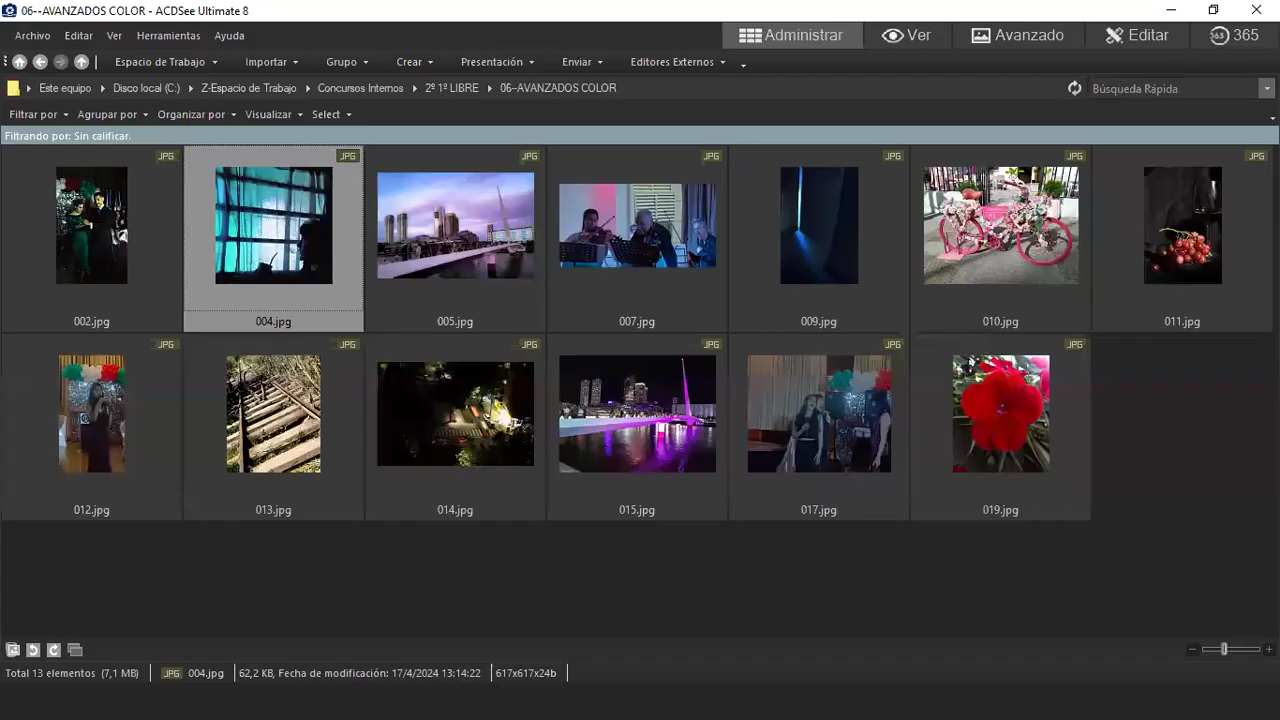 06--AVANZADOS COLOR - ACDSee Ultimate 8
Archivo Editar Ver Herramientas Ayuda
Administrar Ver Avanzado Editar 365 365
Espacio de Trabajo Importar Grupo Crear Presentación Enviar Editores Externos
Este equipo Disco local (C:) Z-Espacio de Trabajo Concursos Internos 2º 1º LIBRE 06--AVANZADOS COLOR Búsqueda Rápida
Filtrar por Agrupar por Organizar por Visualizar Select
Filtrando por: Sin calificar.
JPG JPG JPG JPG JPG JPG JPG
002.jpg 004.jpg 005.jpg 007.jpg 009.jpg 010.jpg 011.jpg
JPG JPG JPG JPG JPG JPG
012.jpg 013.jpg 014.jpg 015.jpg 017.jpg 019.jpg
Total 13 elementos (7,1 MB) JPG 004.jpg 62,2 KB, Fecha de modificación: 17/4/2024 13:14:22 617x617x24b